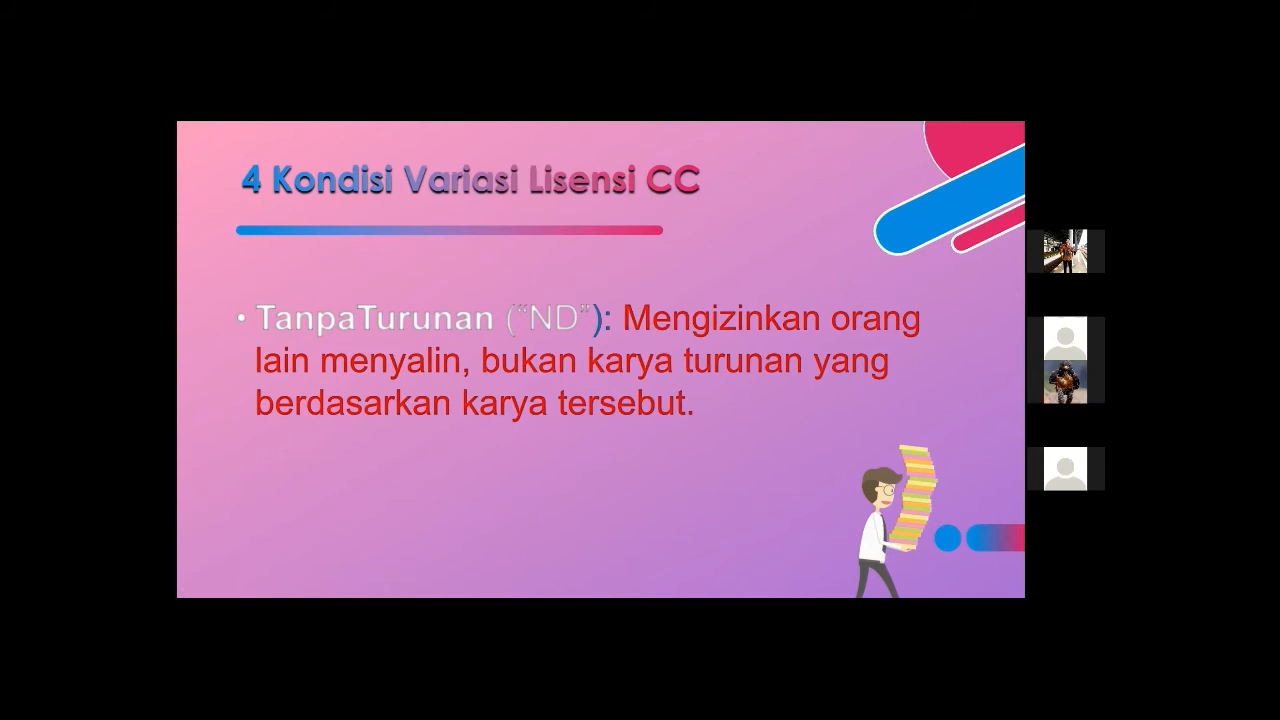 4 Kondisi Variasi Lisensi CC
• TanpaTurunan (“ND”): Mengizinkan orang
lain menyalin, bukan karya turunan yang
berdasarkan karya tersebut.